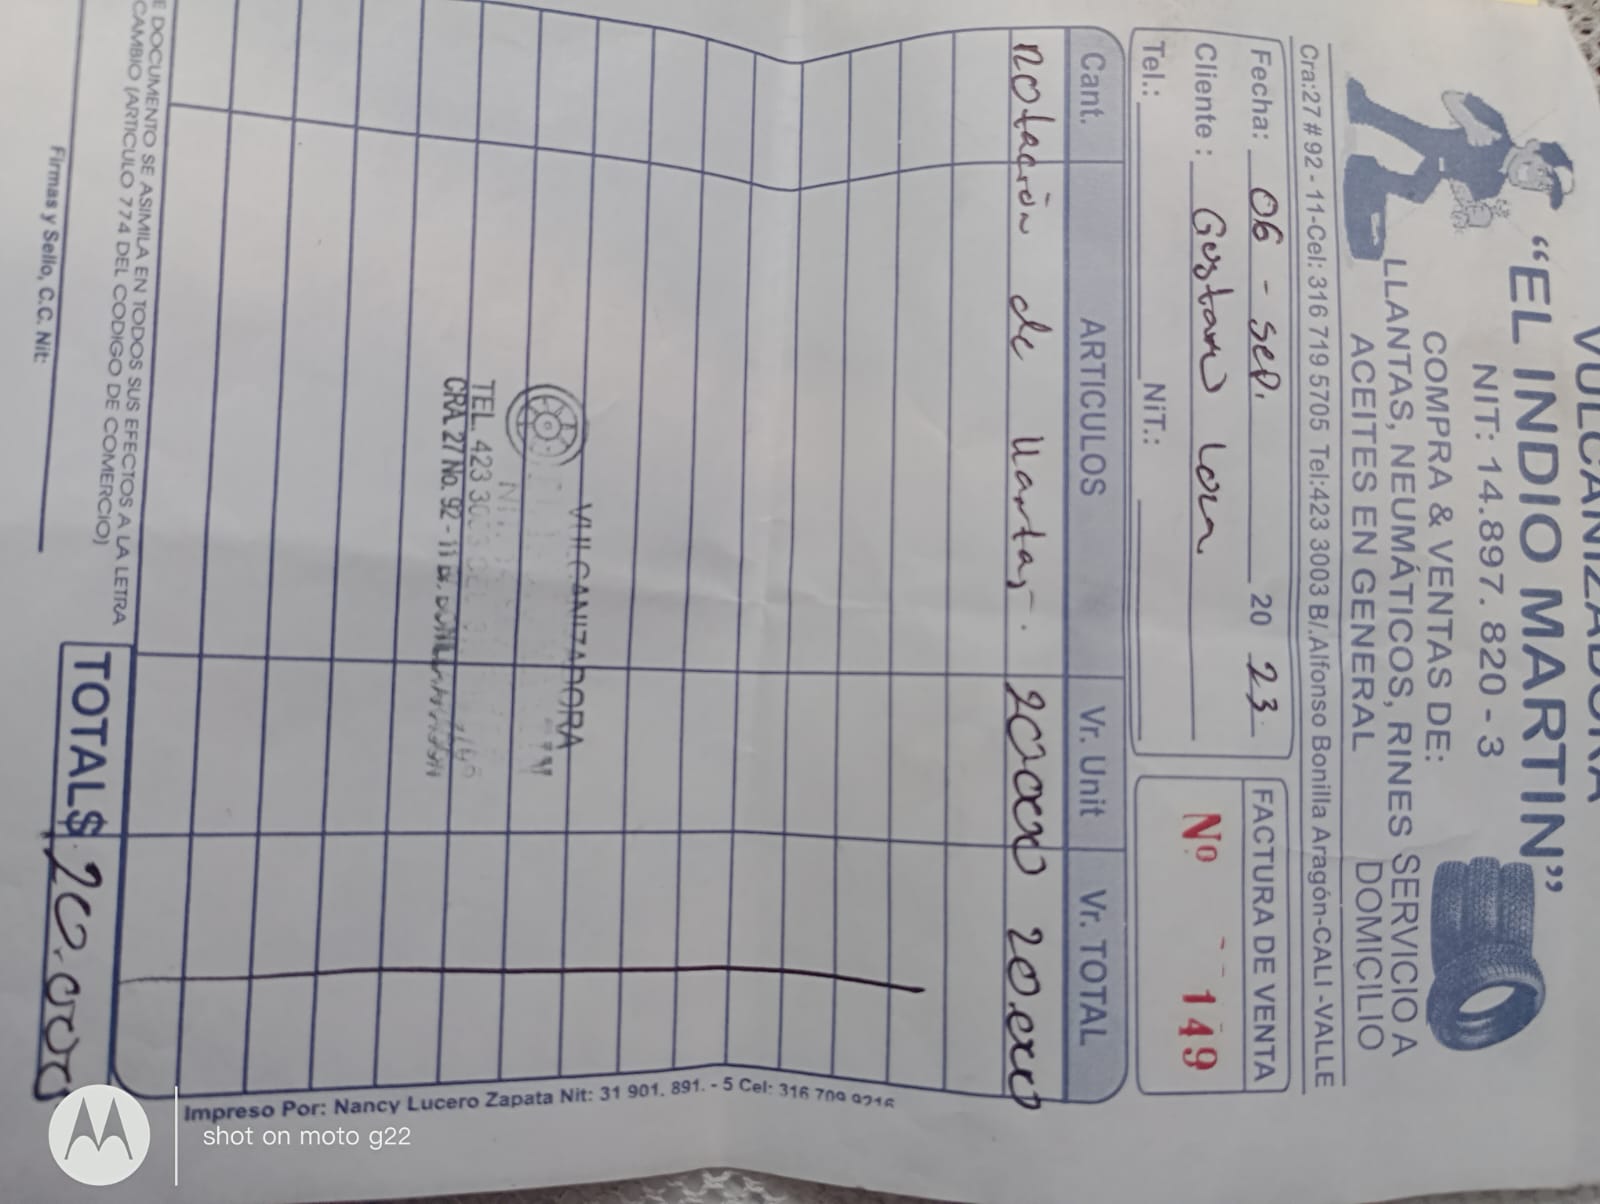 VULCANIZADORA
"EL INDIO MARTIN"
NIT: 14.897.820 - 3
COMPRA & VENTAS DE:
LLANTAS, NEUMÁTICOS, RINES
ACEITES EN GENERAL
SERVICIO A
DOMICILIO
Cra:27 # 92 - 11-Cel: 316 719 5705 Tel:423 3003 B/.Alfonso Bonilla Aragón-CALI -VALLE
Fecha: 06 - Sep. 20 23
Cliente: Gustavo
Tel.: NiT.:
FACTURA DE VENTA
Nº 149
Cant. ARTICULOS Vr. Unit Vr. TOTAL
rotación de llantas. 20000 20.000
VULCANIZADORA
TEL. 423
CRA 27 No. 92 - 11
E DOCUMENTO SE ASIMILA EN TODOS SUS EFECTOS A LA LETRA
CAMBIO (ARTICULO 774 DEL CODIGO DE COMERCIO)
TOTAL$ 20.000
Firmas y Sello, C.C. Nit:
Impreso Por: Nancy Lucero Zapata Nit: 31 901. 891. - 5 Cel: 316 709 9216
shot on moto g22